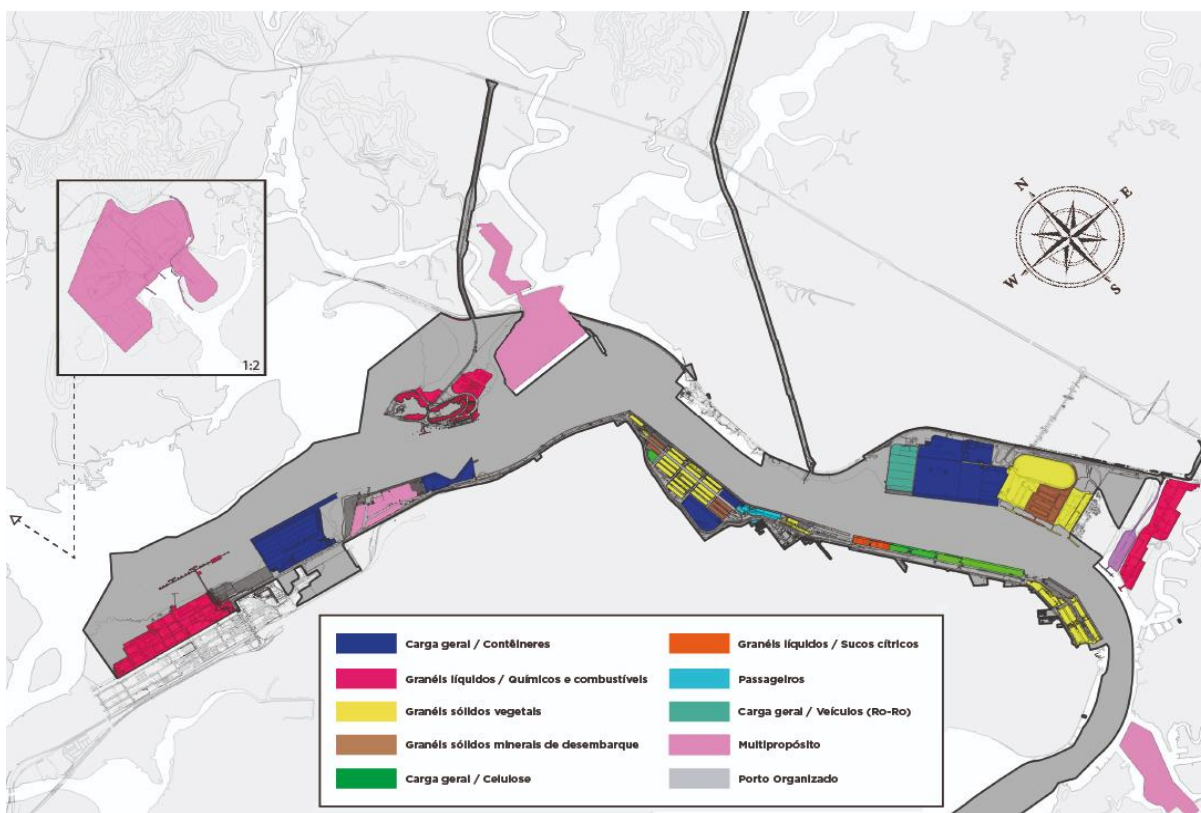 N
E
W
S
1:2
Carga geral / Contêineres
Granéis líquidos / Químicos e combustíveis
Granéis sólidos vegetais
Granéis sólidos minerais de desembarque
Carga geral / Celulose
Granéis líquidos / Sucos cítricos
Passageiros
Carga geral / Veículos (Ro-Ro)
Multipropósito
Porto Organizado